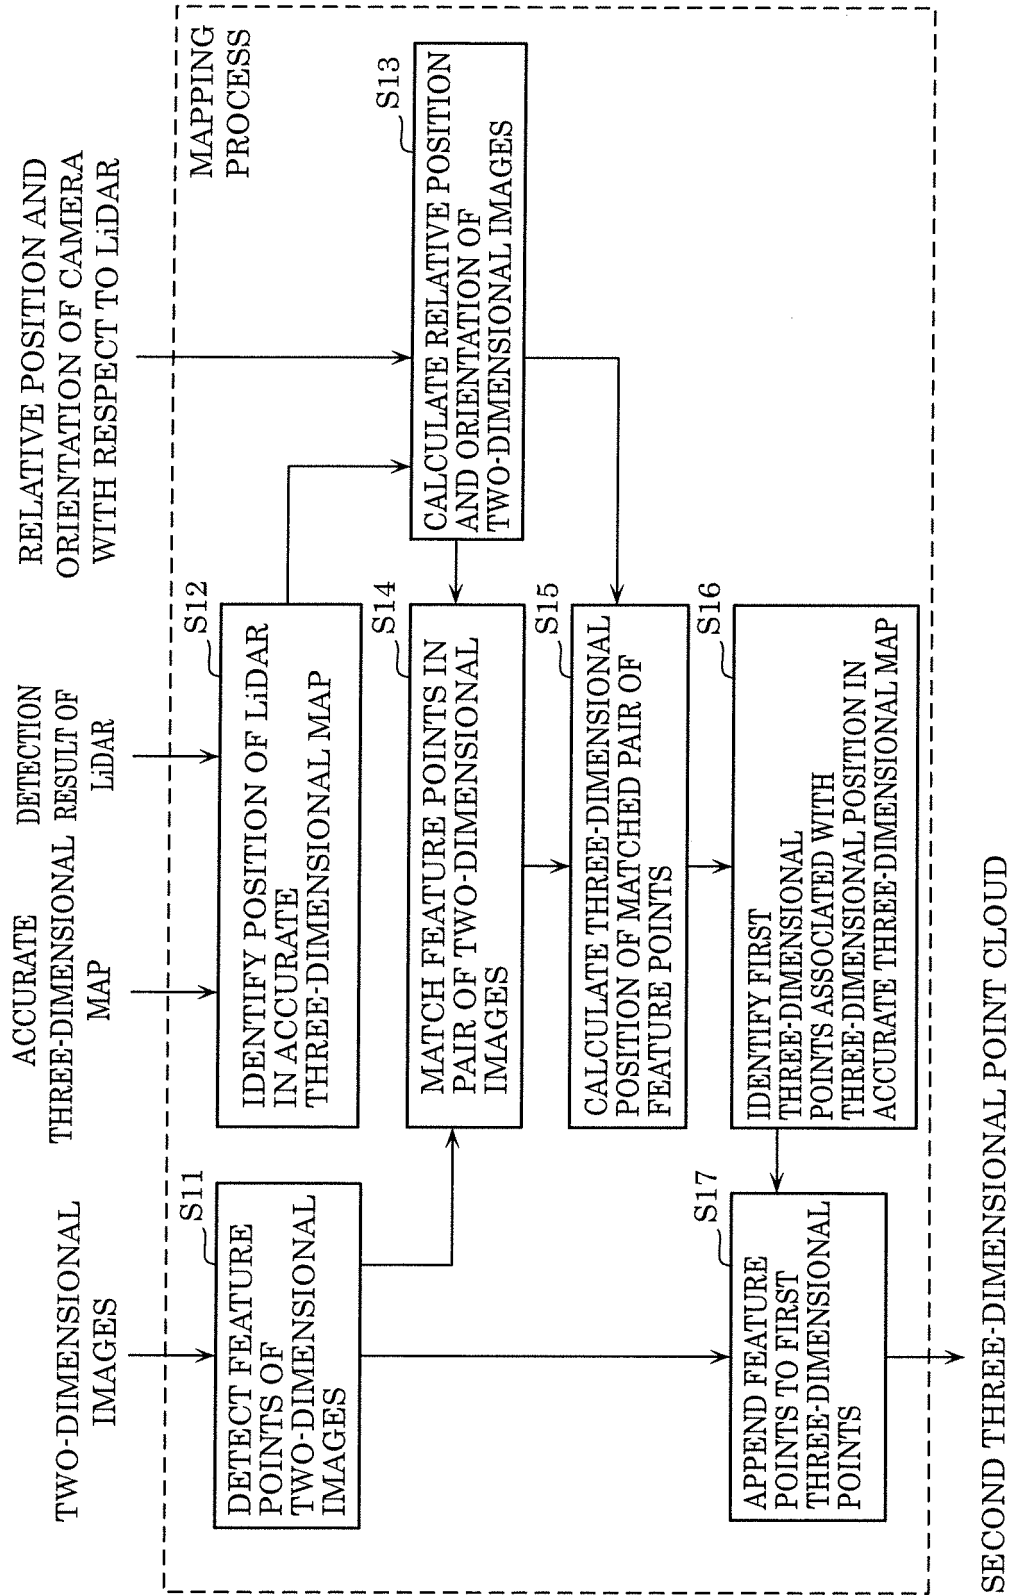 TWO-DIMENSIONAL
IMAGES
ACCURATE
THREE-DIMENSIONAL
MAP
DETECTION
RESULT OF
LiDAR
RELATIVE POSITION AND
ORIENTATION OF CAMERA
WITH RESPECT TO LiDAR
MAPPING
PROCESS
S11
DETECT FEATURE
POINTS OF
TWO-DIMENSIONAL
IMAGES
S12
IDENTIFY POSITION OF LiDAR
IN ACCURATE
THREE-DIMENSIONAL MAP
S13
CALCULATE RELATIVE POSITION
AND ORIENTATION OF
TWO-DIMENSIONAL IMAGES
S14
MATCH FEATURE POINTS IN
PAIR OF TWO-DIMENSIONAL
IMAGES
S15
CALCULATE THREE-DIMENSIONAL
POSITION OF MATCHED PAIR OF
FEATURE POINTS
S16
IDENTIFY FIRST
THREE-DIMENSIONAL
POINTS ASSOCIATED WITH
THREE-DIMENSIONAL POSITION IN
ACCURATE THREE-DIMENSIONAL MAP
S17
APPEND FEATURE
POINTS TO FIRST
THREE-DIMENSIONAL
POINTS
SECOND THREE-DIMENSIONAL POINT CLOUD